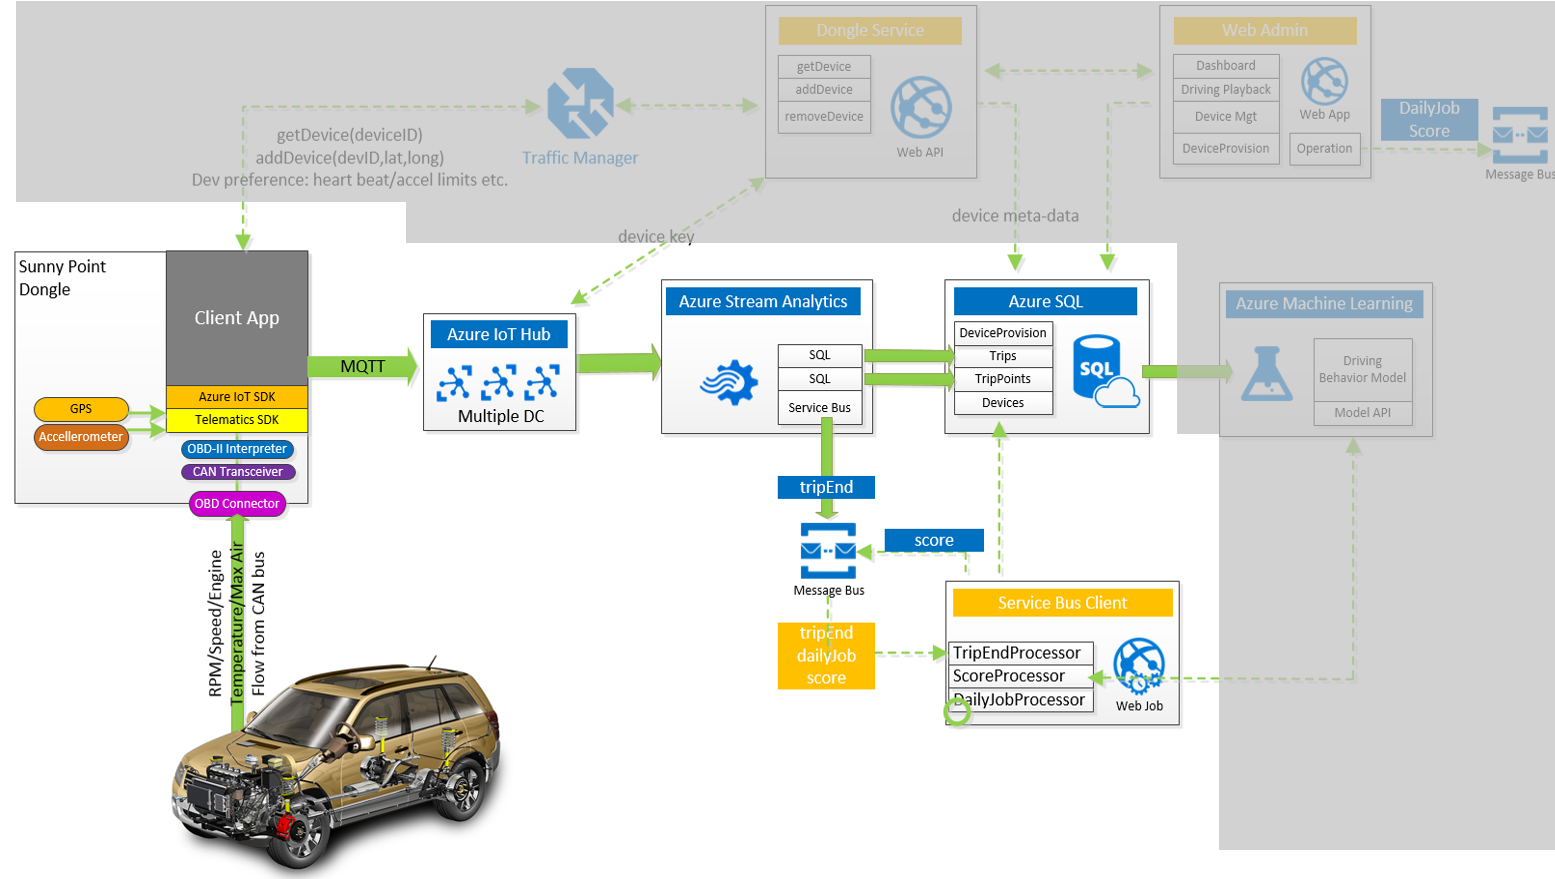 Dongle Service
getDevice
addDevice
removeDevice
Web API
Web Admin
Dashboard
Driving Playback
Device Mgt
DeviceProvision
Web App
Operation
DailyJob
Score
Message Bus
Traffic Manager
getDevice(deviceID)
addDevice(devID,lat,long)
Dev preference: heart beat/accel limits etc.
device key
device meta-data
Sunny Point
Dongle
Client App
Azure IoT SDK
Telematics SDK
GPS
Accellerometer
OBD-II Interpreter
CAN Transceiver
OBD Connector
MQTT
Azure IoT Hub
Multiple DC
Azure Stream Analytics
SQL
SQL
Service Bus
Azure SQL
DeviceProvision
Trips
TripPoints
Devices
SQL
Azure Machine Learning
Driving
Behavior Model
Model API
tripEnd
score
Message Bus
tripEnd
dailyJob
score
Service Bus Client
TripEndProcessor
ScoreProcessor
DailyJobProcessor
Web Job
RPM/Speed/Engine
Temperature/Max Air
Flow from CAN bus